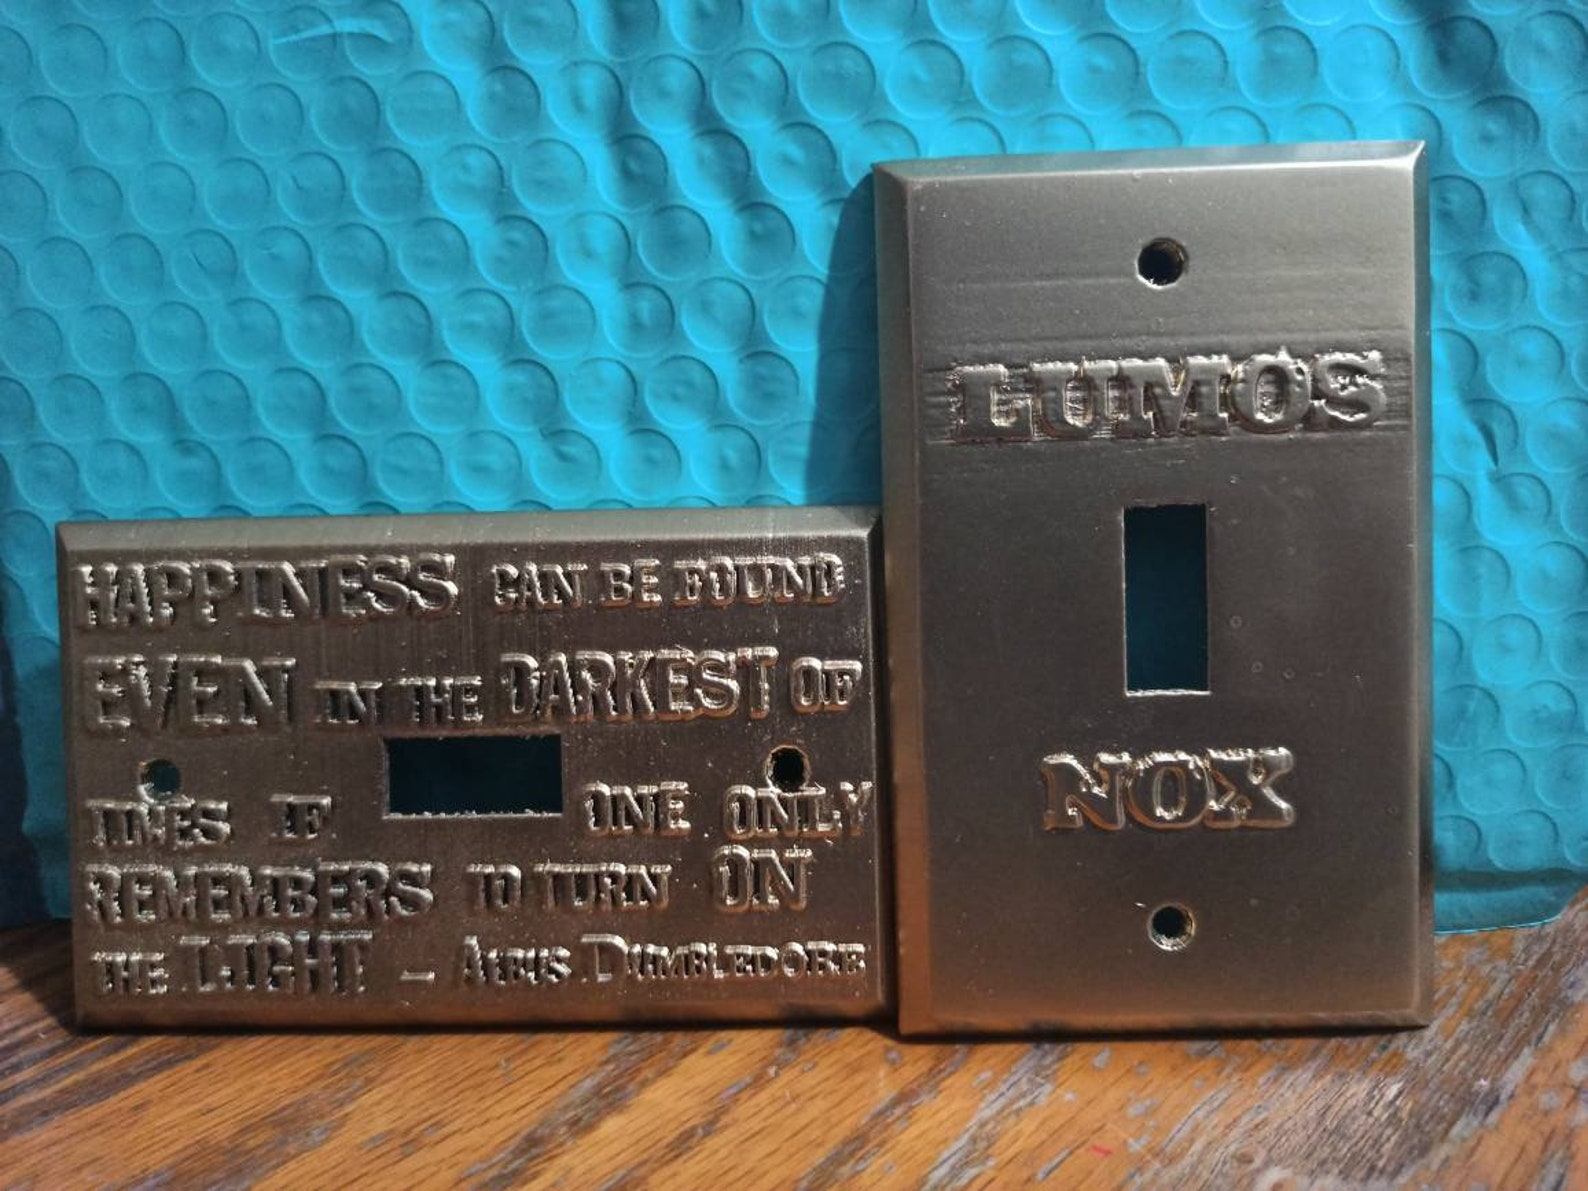 HAPPINESS CAN BE FOUND
EVEN IN THE DARKEST OF
TIMES IF ONE ONLY
REMEMBERS TO TURN ON
THE LIGHT – ALBUS DUMBLEDORE
LUMOS
NOX